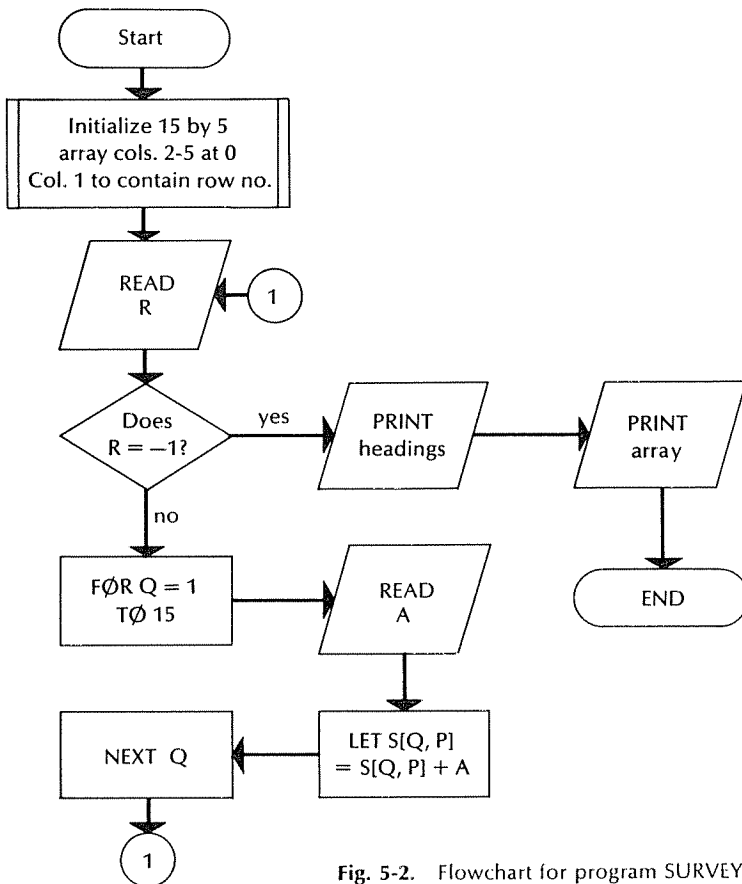 Start
Initialize 15 by 5
array cols. 2-5 at 0
Col. 1 to contain row no.
READ
R
1
Does
R = −1?
yes
PRINT
headings
PRINT
array
no
FØR Q = 1
TØ 15
READ
A
END
NEXT Q
LET S[Q, P]
= S[Q, P] + A
1
Fig. 5-2. Flowchart for program SURVEY